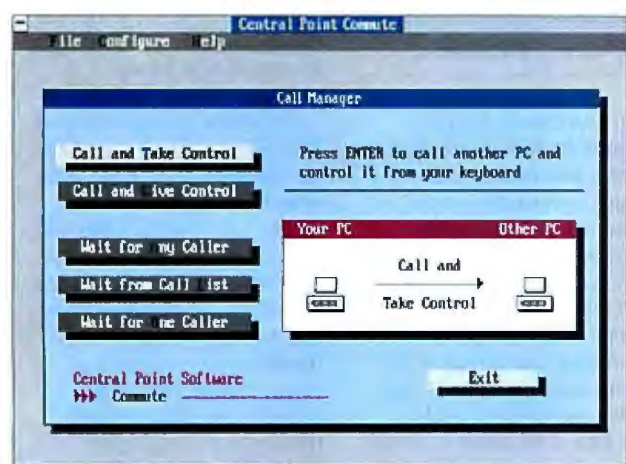 Central Point Commute
ile onfigure elp
Call Manager
Call and Take Control
Call and ive Control
Wait for ny Caller
Wait from Call ist
Wait for ne Caller
Press ENTER to call another PC and
control it from your keyboard
Your PC Other PC
Call and
Take Control
Central Point Software
Commute
Exit